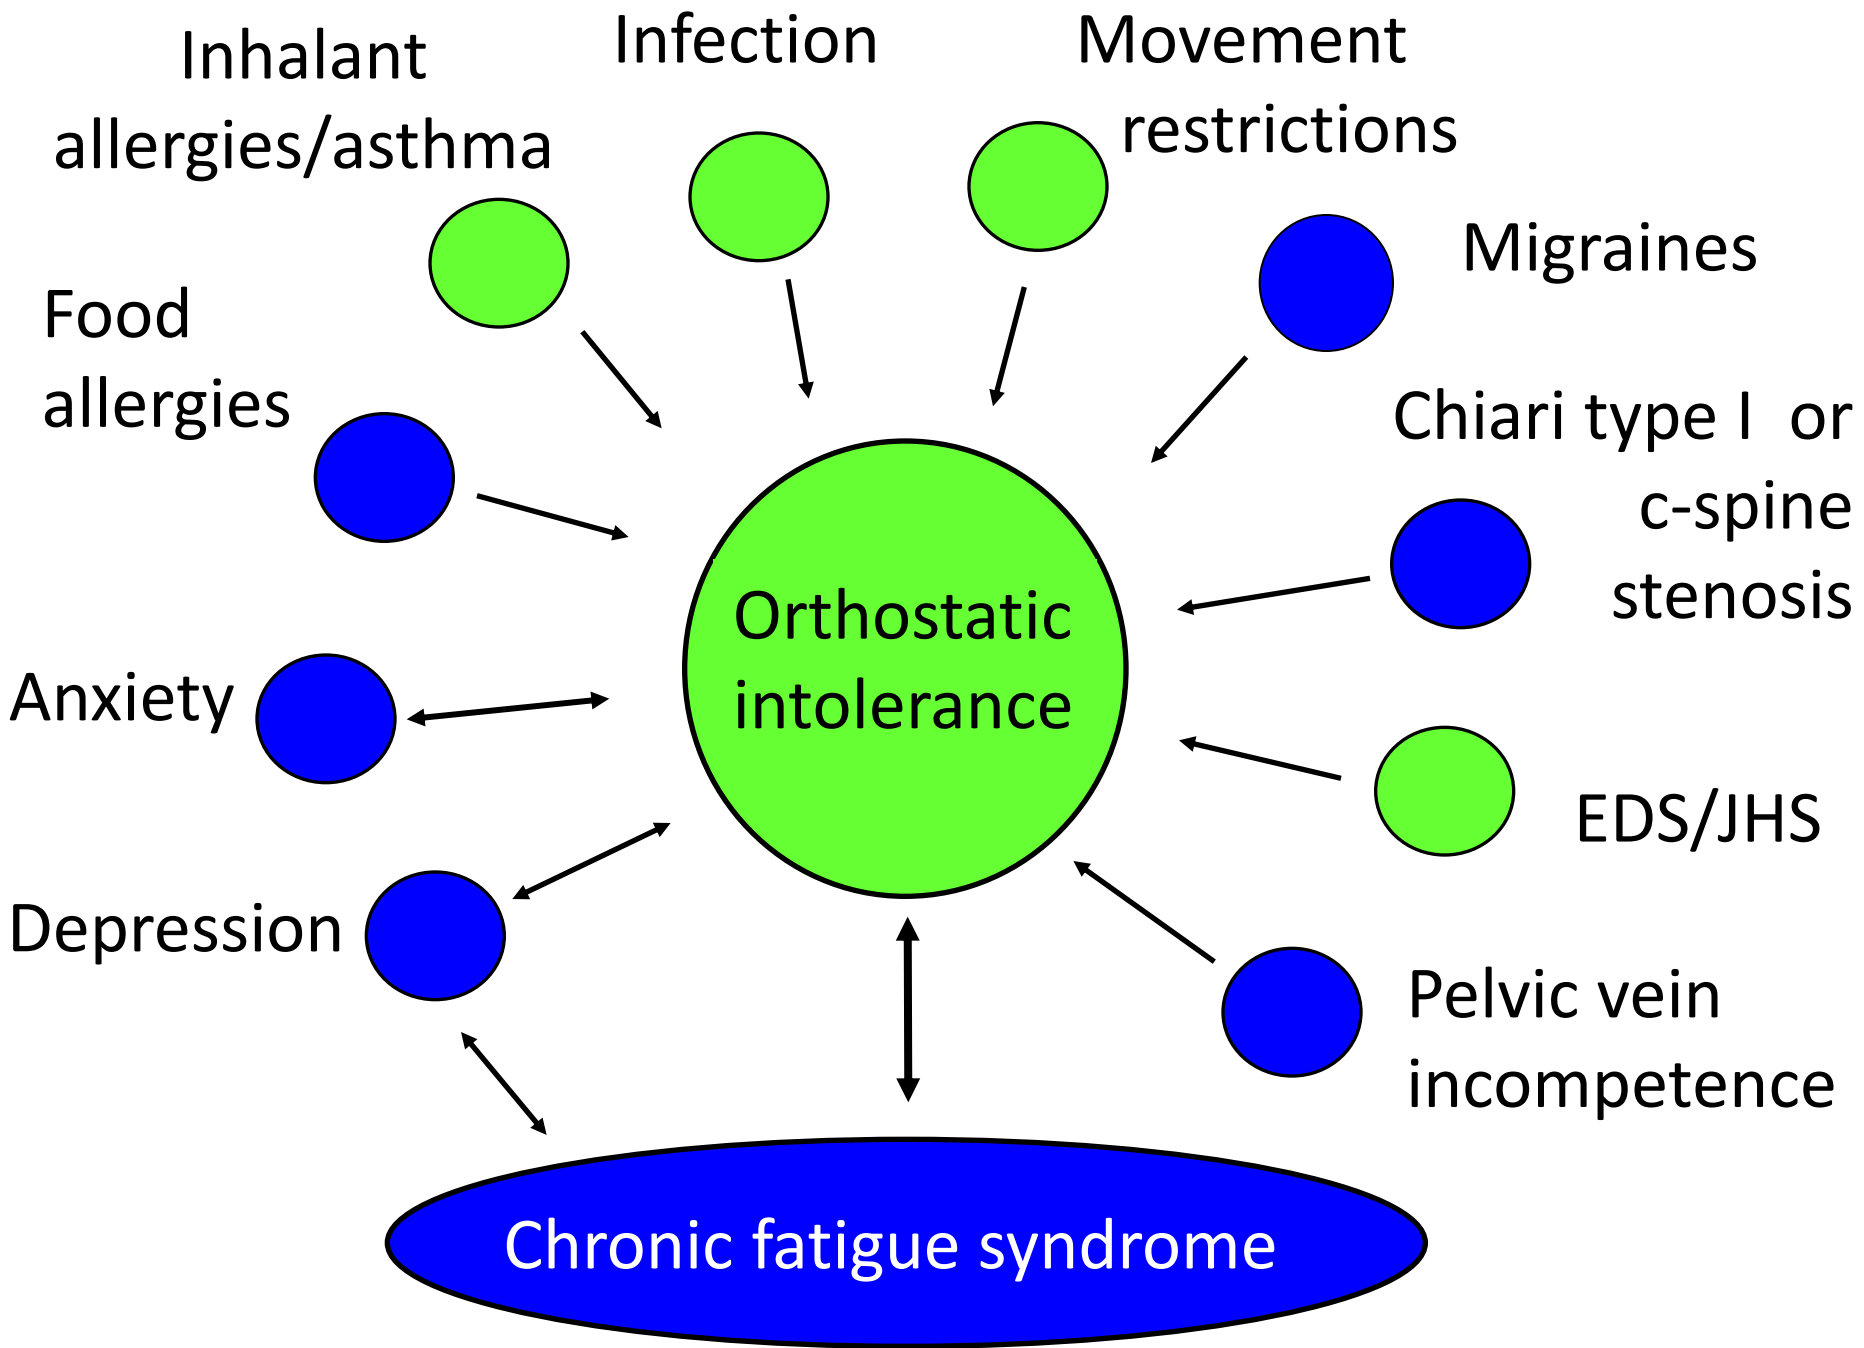 Inhalant
allergies/asthma
Infection
Movement
restrictions
Migraines
Food
allergies
Chiari type I  or
c-spine
stenosis
Orthostatic
intolerance
Anxiety
EDS/JHS
Depression
Pelvic vein
incompetence
Chronic fatigue syndrome